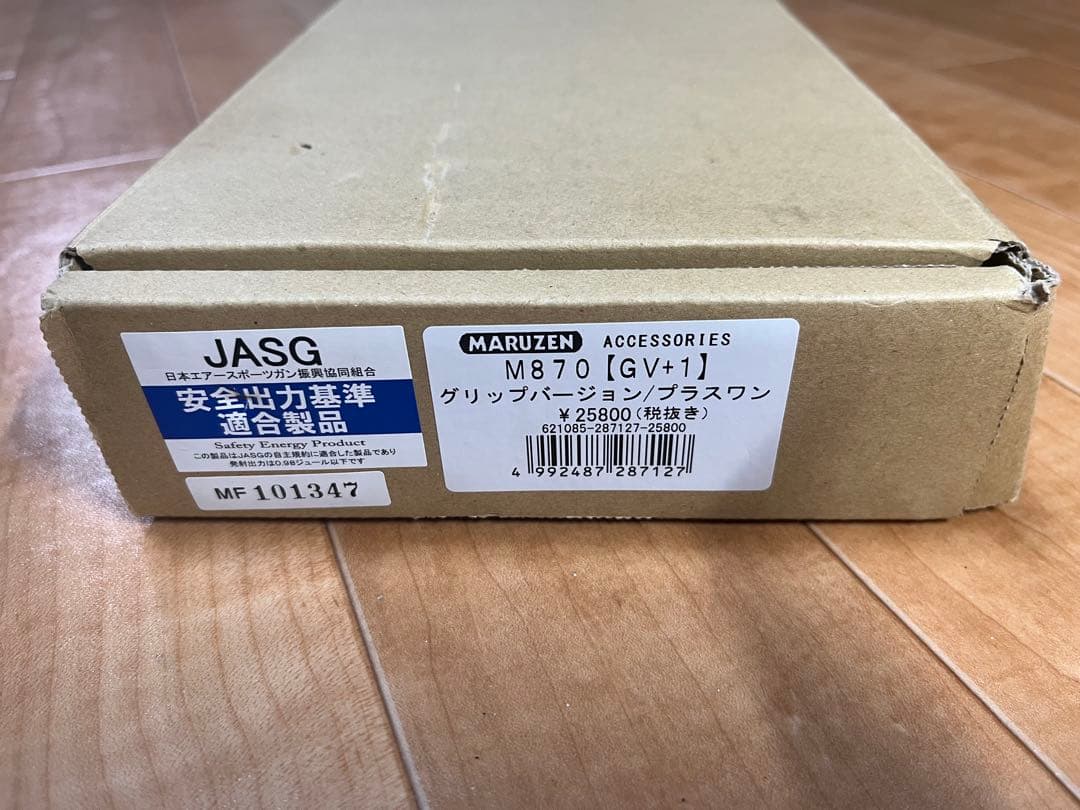 JASG
日本エアースポーツガン振興協同組合
安全出力基準
適合製品
Safety Energy Product
この製品はJASGの自主規約に適合した製品であり
発射出力は0.98ジュール以下です
MF 101347
MARUZEN ACCESSORIES
M870【GV+1】
グリップバージョン/プラスワン
¥25800(税抜き)
621085-287127-25800
4 992487 287127